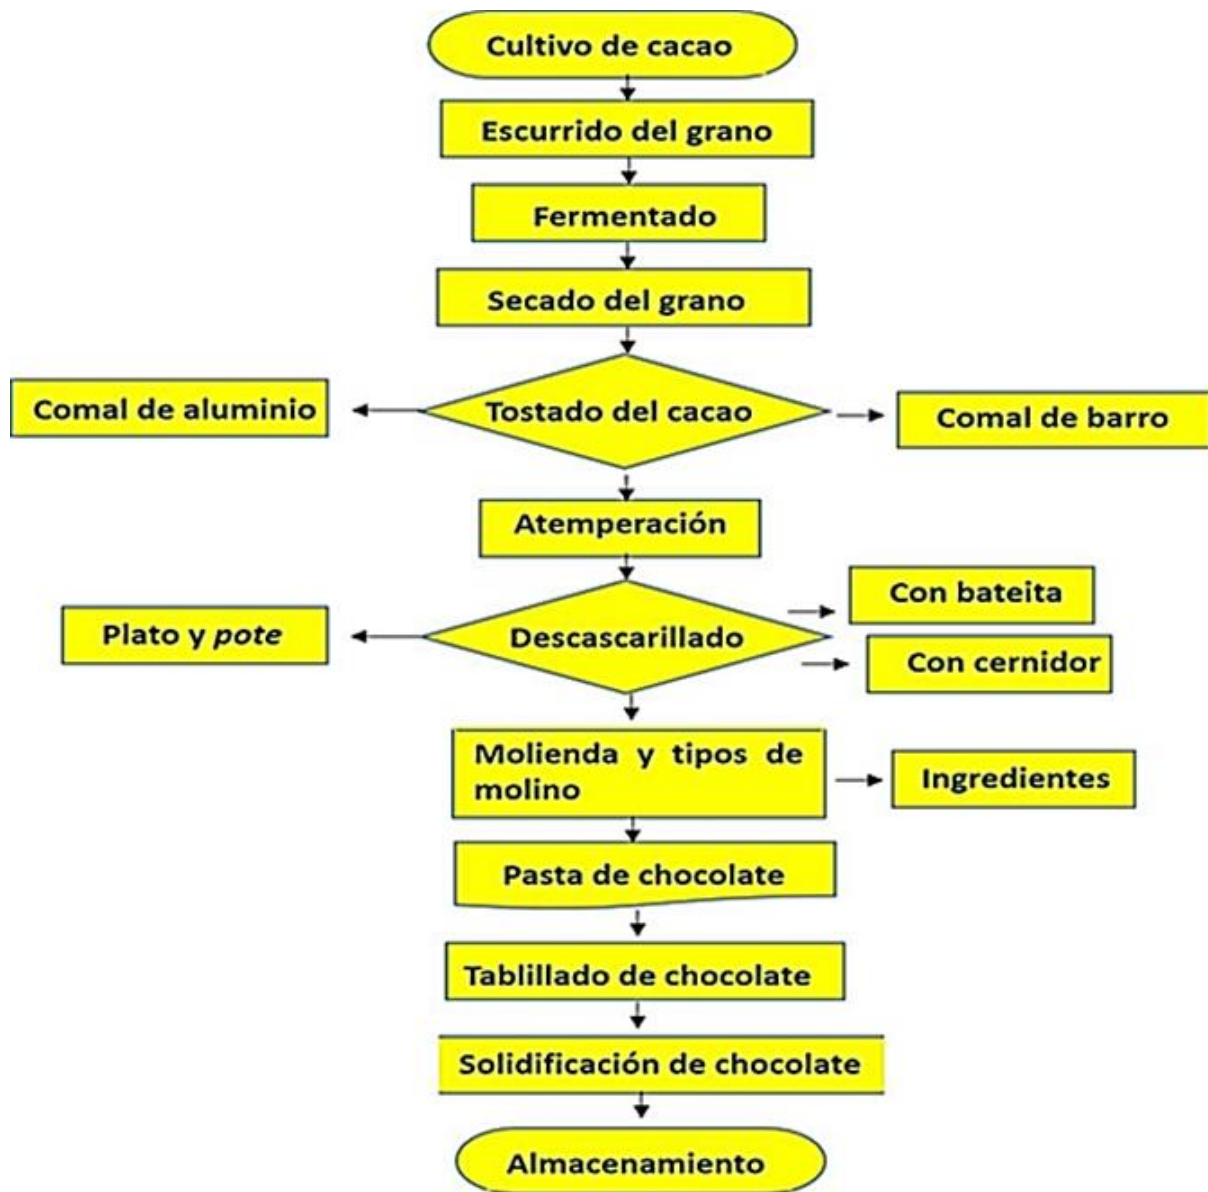 Cultivo de cacao
Escurrido del grano
Fermentado
Secado del grano
Comal de aluminio
Tostado del cacao
Comal de barro
Atemperación
Plato y pote
Descascarillado
Con bateita
Con cernidor
Molienda y tipos de
molino
Ingredientes
Pasta de chocolate
Tablillado de chocolate
Solidificación de chocolate
Almacenamiento